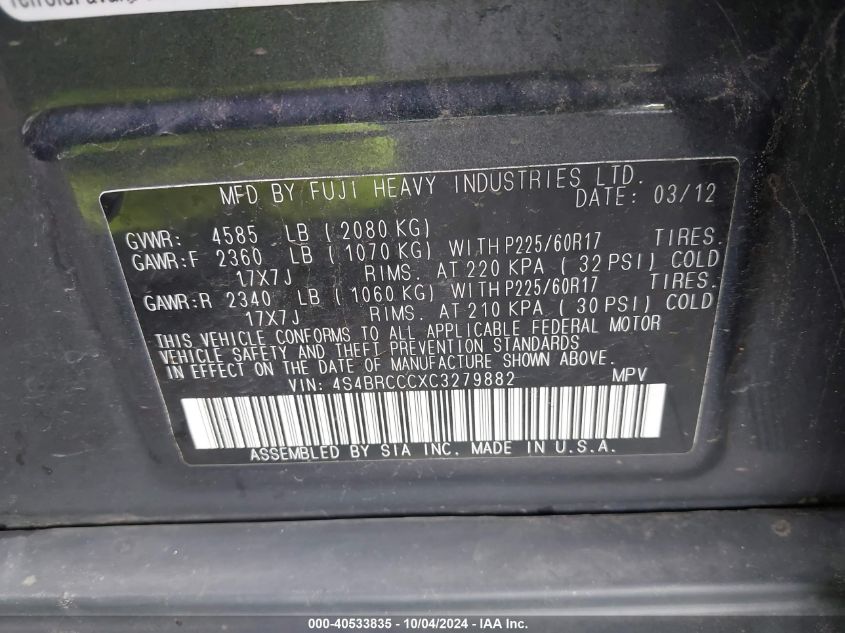 MFD BY FUJI HEAVY INDUSTRIES LTD.
DATE: 03/12
GVWR: 4585 LB ( 2080 KG)
GAWR:F 2360 LB ( 1070 KG) WITH P225/60R17 TIRES.
17X7J RIMS. AT 220 KPA ( 32 PSI) COLD
GAWR:R 2340 LB ( 1060 KG) WITH P225/60R17 TIRES.
17X7J RIMS. AT 210 KPA ( 30 PSI) COLD
THIS VEHICLE CONFORMS TO ALL APPLICABLE FEDERAL MOTOR
VEHICLE SAFETY AND THEFT PREVENTION STANDARDS
IN EFFECT ON THE DATE OF MANUFACTURE SHOWN ABOVE.
VIN: 4S4BRCCCXC3279882 MPV
ASSEMBLED BY SIA INC. MADE IN U.S.A.
000-40533835 - 10/04/2024 - IAA Inc.